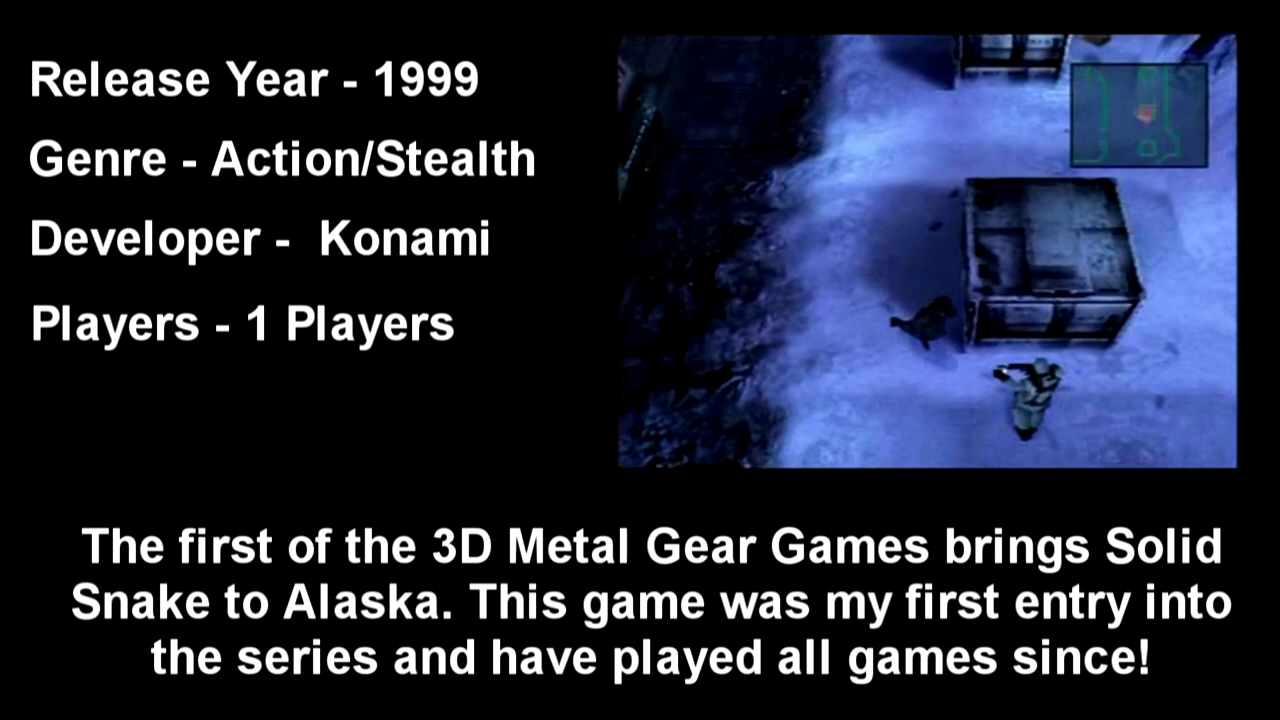 Release Year - 1999
Genre - Action/Stealth
Developer -  Konami
Players - 1 Players
The first of the 3D Metal Gear Games brings Solid
Snake to Alaska. This game was my first entry into
the series and have played all games since!